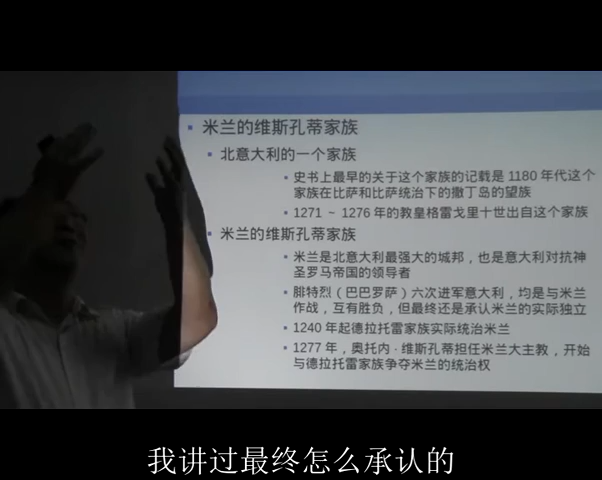 米兰的维斯孔蒂家族
北意大利的一个家族
史书上最早的关于这个家族的记载是 1180 年代这个
家族在比萨和比萨统治下的撒丁岛的望族
1271 ~ 1276 年的教皇格雷戈里十世出自这个家族
米兰的维斯孔蒂家族
米兰是北意大利最强大的城邦，也是意大利对抗神
圣罗马帝国的领导者
腓特烈（巴巴罗萨）六次进军意大利，均是与米兰
作战，互有胜负，但最终还是承认米兰的实际独立
1240 年起德拉托雷家族实际统治米兰
1277 年，奥托内 · 维斯孔蒂担任米兰大主教，开始
与德拉托雷家族争夺米兰的统治权
我讲过最终怎么承认的